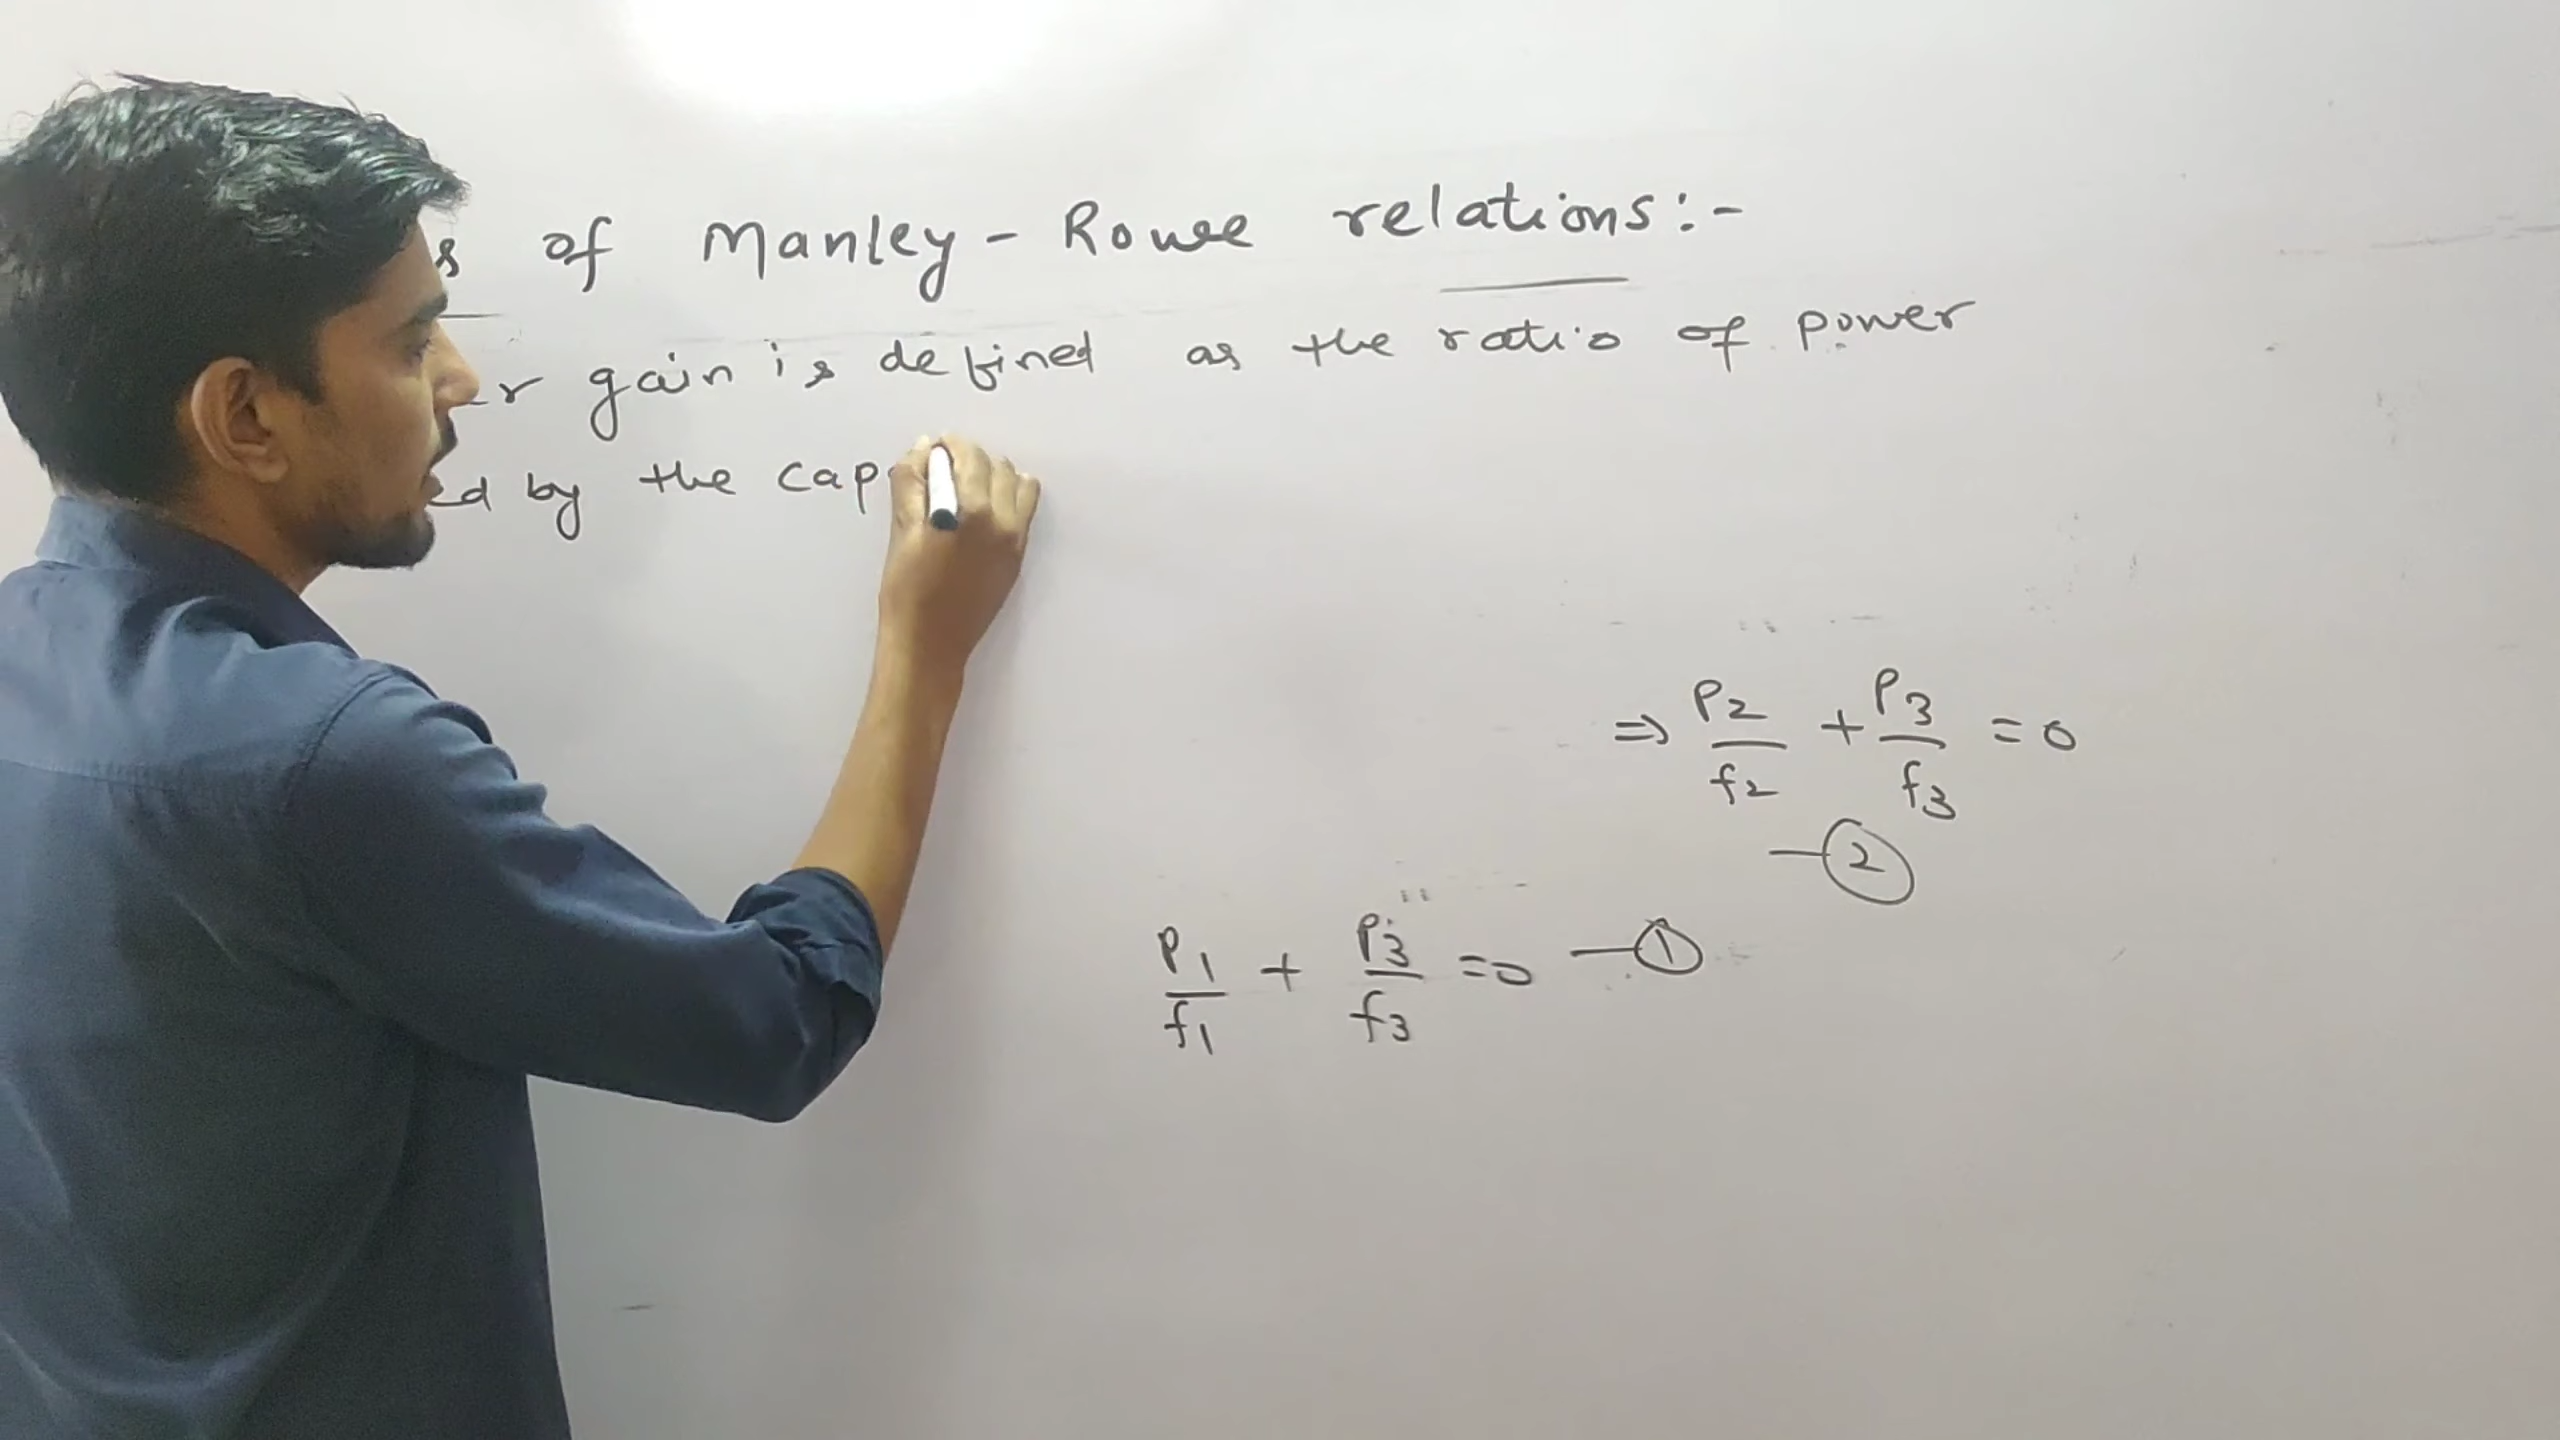 of Manley - Rowe relations :-
gain is defined as the ratio of power
by the cap
⇒ P2/f2 + P3/f3 = 0
— 2
P1/f1 + P3/f3 = 0 — 1